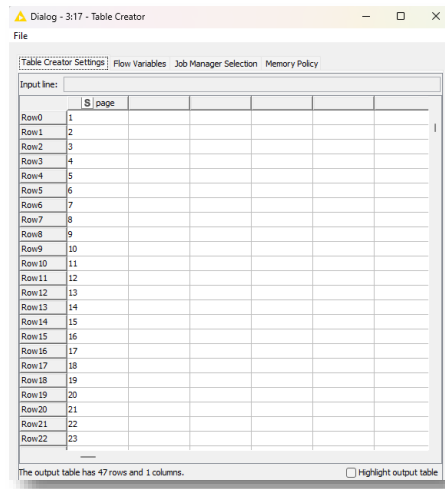 Dialog - 3:17 - Table Creator
File
Table Creator Settings Flow Variables Job Manager Selection Memory Policy
Input line:
S page
Row0 1
Row1 2
Row2 3
Row3 4
Row4 5
Row5 6
Row6 7
Row7 8
Row8 9
Row9 10
Row10 11
Row11 12
Row12 13
Row13 14
Row14 15
Row15 16
Row16 17
Row17 18
Row18 19
Row19 20
Row20 21
Row21 22
Row22 23
The output table has 47 rows and 1 columns. Highlight output table